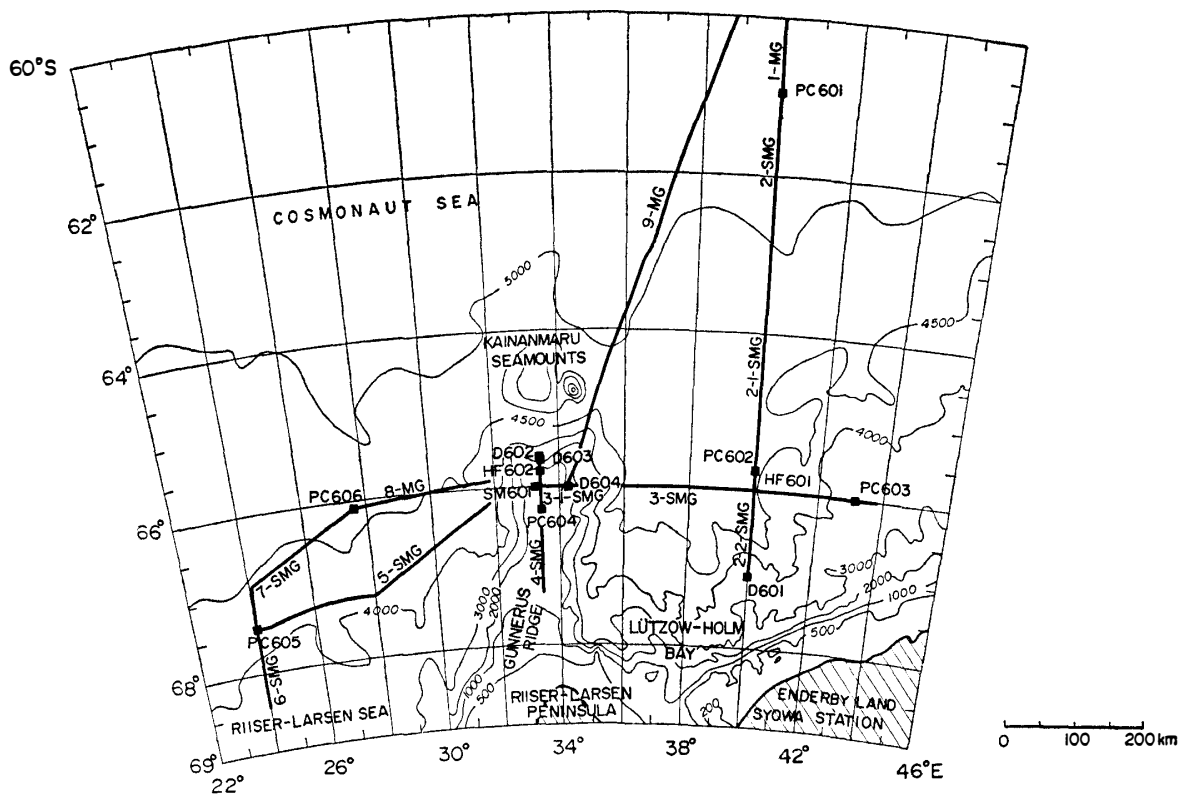 60°S
1-MG
PC601
2-SMG
62°
COSMONAUT SEA
9-MG
5000
4500
KAINANMARU
SEAMOUNTS
64°
2-1-SMG
4500
4000
D602
D603
HF602
PC602
HF601
D604
PC603
SM601
3-1-SMG
3-SMG
PC606
8-MG
66°
PC604
2-2-SMG
7-SMG
5-SMG
4-SMG
3000
2000
1000
500
D601
4000
3000
2000
PC605
GUNNERUS
RIDGE
LÜTZOW-HOLM
BAY
68°
6-SMG
1000
500
RIISER-LARSEN SEA
RIISER-LARSEN
PENINSULA
200
ENDERBY LAND
SYOWA STATION
69°
22°
26°
30°
34°
38°
42°
46°E
0 100 200 km